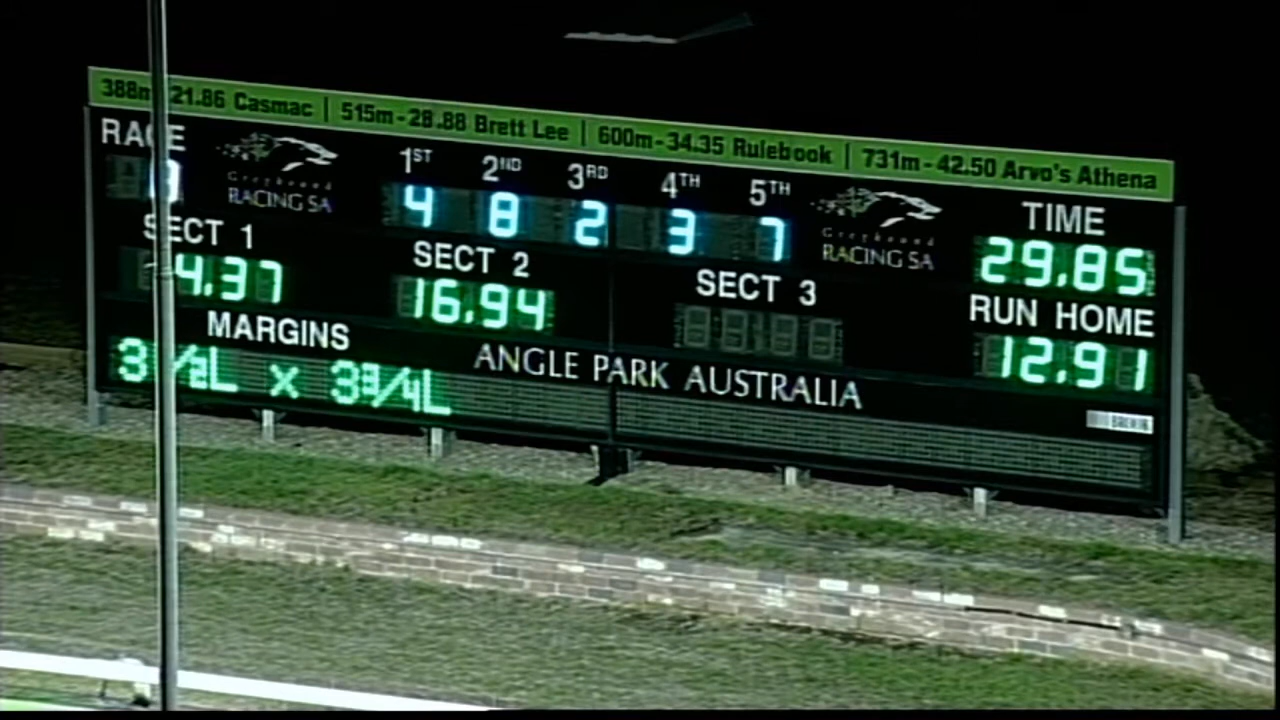 388m-21.86 Casmac | 515m-28.88 Brett Lee | 600m-34.35 Rulebook | 731m-42.50 Arvo's Athena
RACE
Greyhound
RACING SA
1ST 2ND 3RD 4TH 5TH
4 8 2 3 7
Greyhound
RACING SA
TIME
29.85
SECT 1
4.37
SECT 2
16.94
SECT 3
RUN HOME
12.91
MARGINS
3 1/2L x 3 3/4L
ANGLE PARK AUSTRALIA